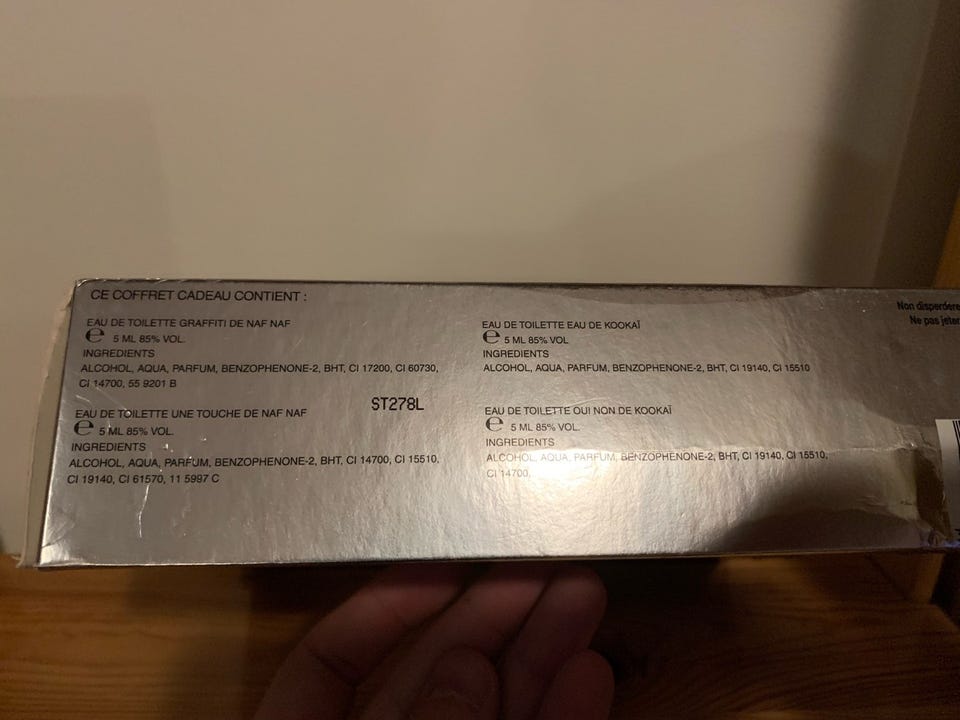 CE COFFRET CADEAU CONTIENT :
EAU DE TOILETTE GRAFFITI DE NAF NAF
e 5 ML 85% VOL.
INGREDIENTS
ALCOHOL, AQUA, PARFUM, BENZOPHENONE-2, BHT, CI 17200, CI 60730,
CI 14700, 55 9201 B
EAU DE TOILETTE UNE TOUCHE DE NAF NAF
e 5 ML 85% VOL.
INGREDIENTS
ALCOHOL, AQUA, PARFUM, BENZOPHENONE-2, BHT, CI 14700, CI 15510,
CI 19140, CI 61570, 11 5997 C
ST278L
EAU DE TOILETTE EAU DE KOOKAÏ
e 5 ML 85% VOL
INGREDIENTS
ALCOHOL, AQUA, PARFUM, BENZOPHENONE-2, BHT, CI 19140, CI 15510
EAU DE TOILETTE OUI NON DE KOOKAÏ
e 5 ML 85% VOL.
INGREDIENTS
ALCOHOL, AQUA, PARFUM, BENZOPHENONE-2, BHT, CI 19140, CI 15510,
CI 14700,
Non disperdere
Ne pas jeter